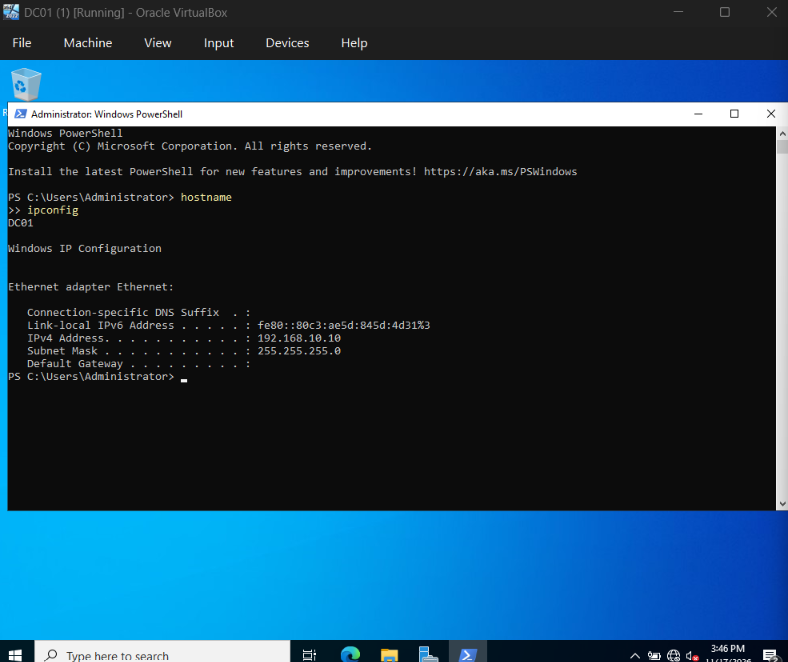 DC01 (1) [Running] - Oracle VirtualBox
File Machine View Input Devices Help
Administrator: Windows PowerShell
Windows PowerShell
Copyright (C) Microsoft Corporation. All rights reserved.
Install the latest PowerShell for new features and improvements! https://aka.ms/PSWindows
PS C:\Users\Administrator> hostname
>> ipconfig
DC01
Windows IP Configuration
Ethernet adapter Ethernet:
Connection-specific DNS Suffix . :
Link-local IPv6 Address . . . . . : fe80::80c3:ae5d:845d:4d31%3
IPv4 Address. . . . . . . . . . . : 192.168.10.10
Subnet Mask . . . . . . . . . . . : 255.255.255.0
Default Gateway . . . . . . . . . :
PS C:\Users\Administrator>
Type here to search
3:46 PM